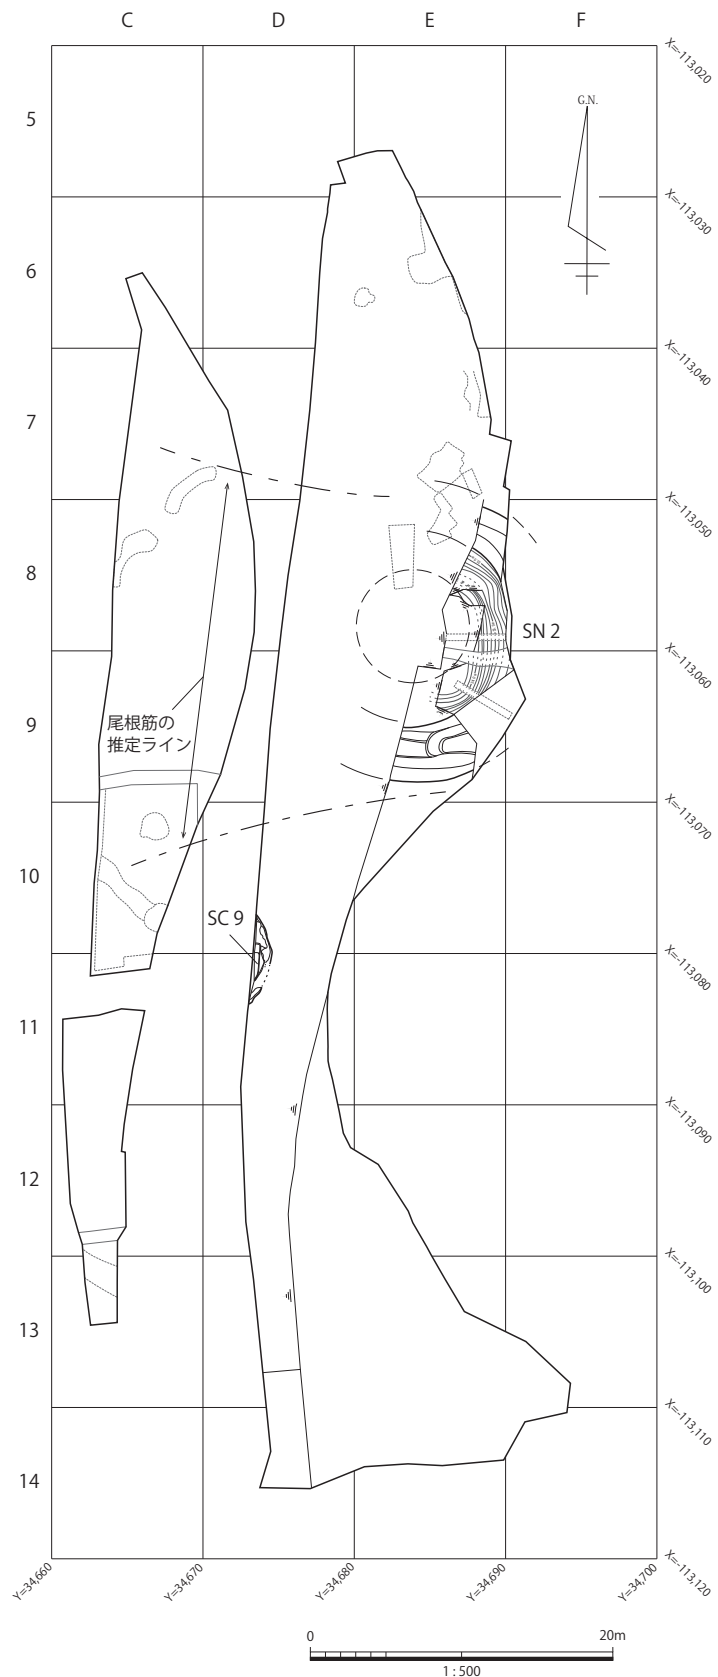 C D E F
X=-113,020
G.N.
5
X=-113,030
6
X=-113,040
7
X=-113,050
8
SN 2
X=-113,060
9
尾根筋の
推定ライン
X=-113,070
10
SC 9
X=-113,080
11
X=-113,090
12
X=-113,100
13
X=-113,110
14
X=-113,120
Y=34,660
Y=34,670
Y=34,680
Y=34,690
Y=34,700
0 20m
1 : 500